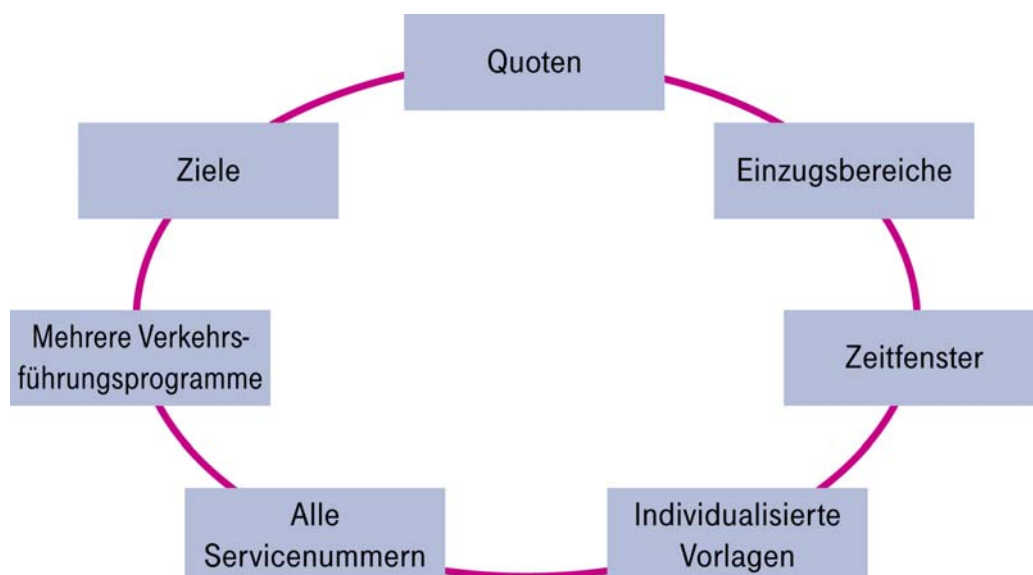 Quoten
Ziele
Einzugsbereiche
Mehrere Verkehrs-
führungsprogramme
Zeitfenster
Alle
Servicenummern
Individualisierte
Vorlagen